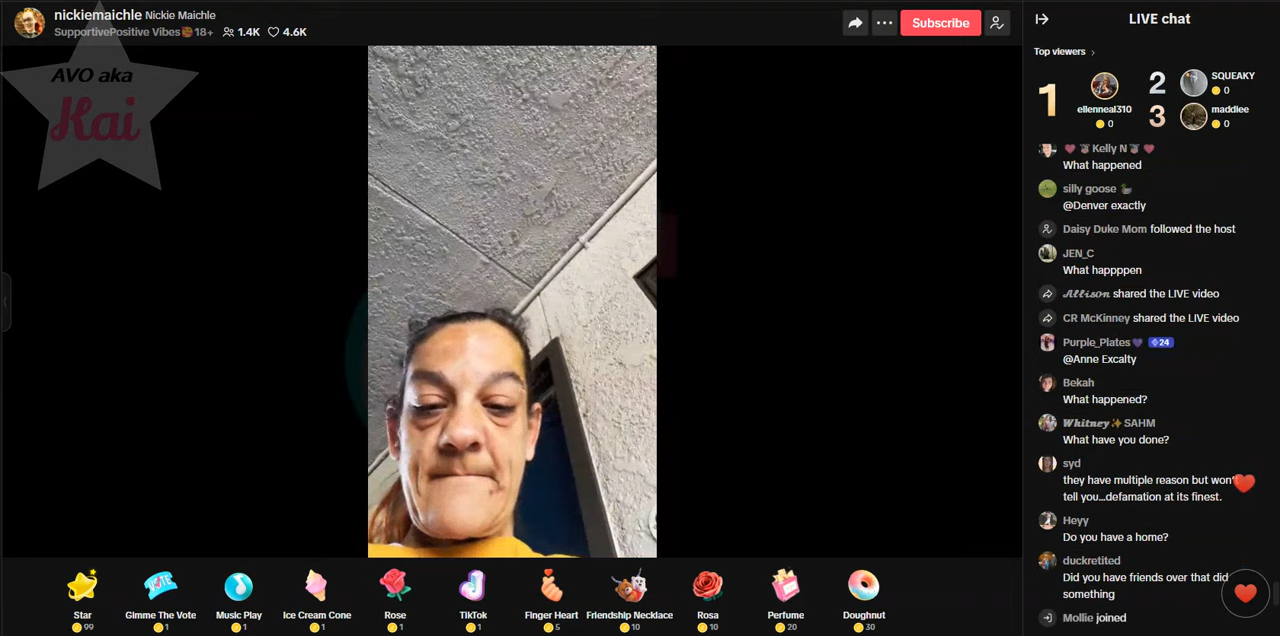 nickiemaichle Nickie Maichle
SupportivePositive Vibes 18+ 1.4K 4.6K
Subscribe
AVO aka
Kai
LIVE chat
Top viewers
1
ellenneal310
0
2
SQUEAKY
0
3
maddlee
0
Kelly N
What happened
silly goose
@Denver exactly
Daisy Duke Mom followed the host
JEN_C
What happppen
Allison shared the LIVE video
CR McKinney shared the LIVE video
Purple_Plates 24
@Anne Excalty
Bekah
What happened?
Whitney SAHM
What have you done?
syd
they have multiple reason but won't
tell you...defamation at its finest.
Heyy
Do you have a home?
duckretited
Did you have friends over that did
something
Mollie joined
Star
99
Gimme The Vote
1
Music Play
1
Ice Cream Cone
1
Rose
1
TikTok
1
Finger Heart
5
Friendship Necklace
10
Rosa
10
Perfume
20
Doughnut
30